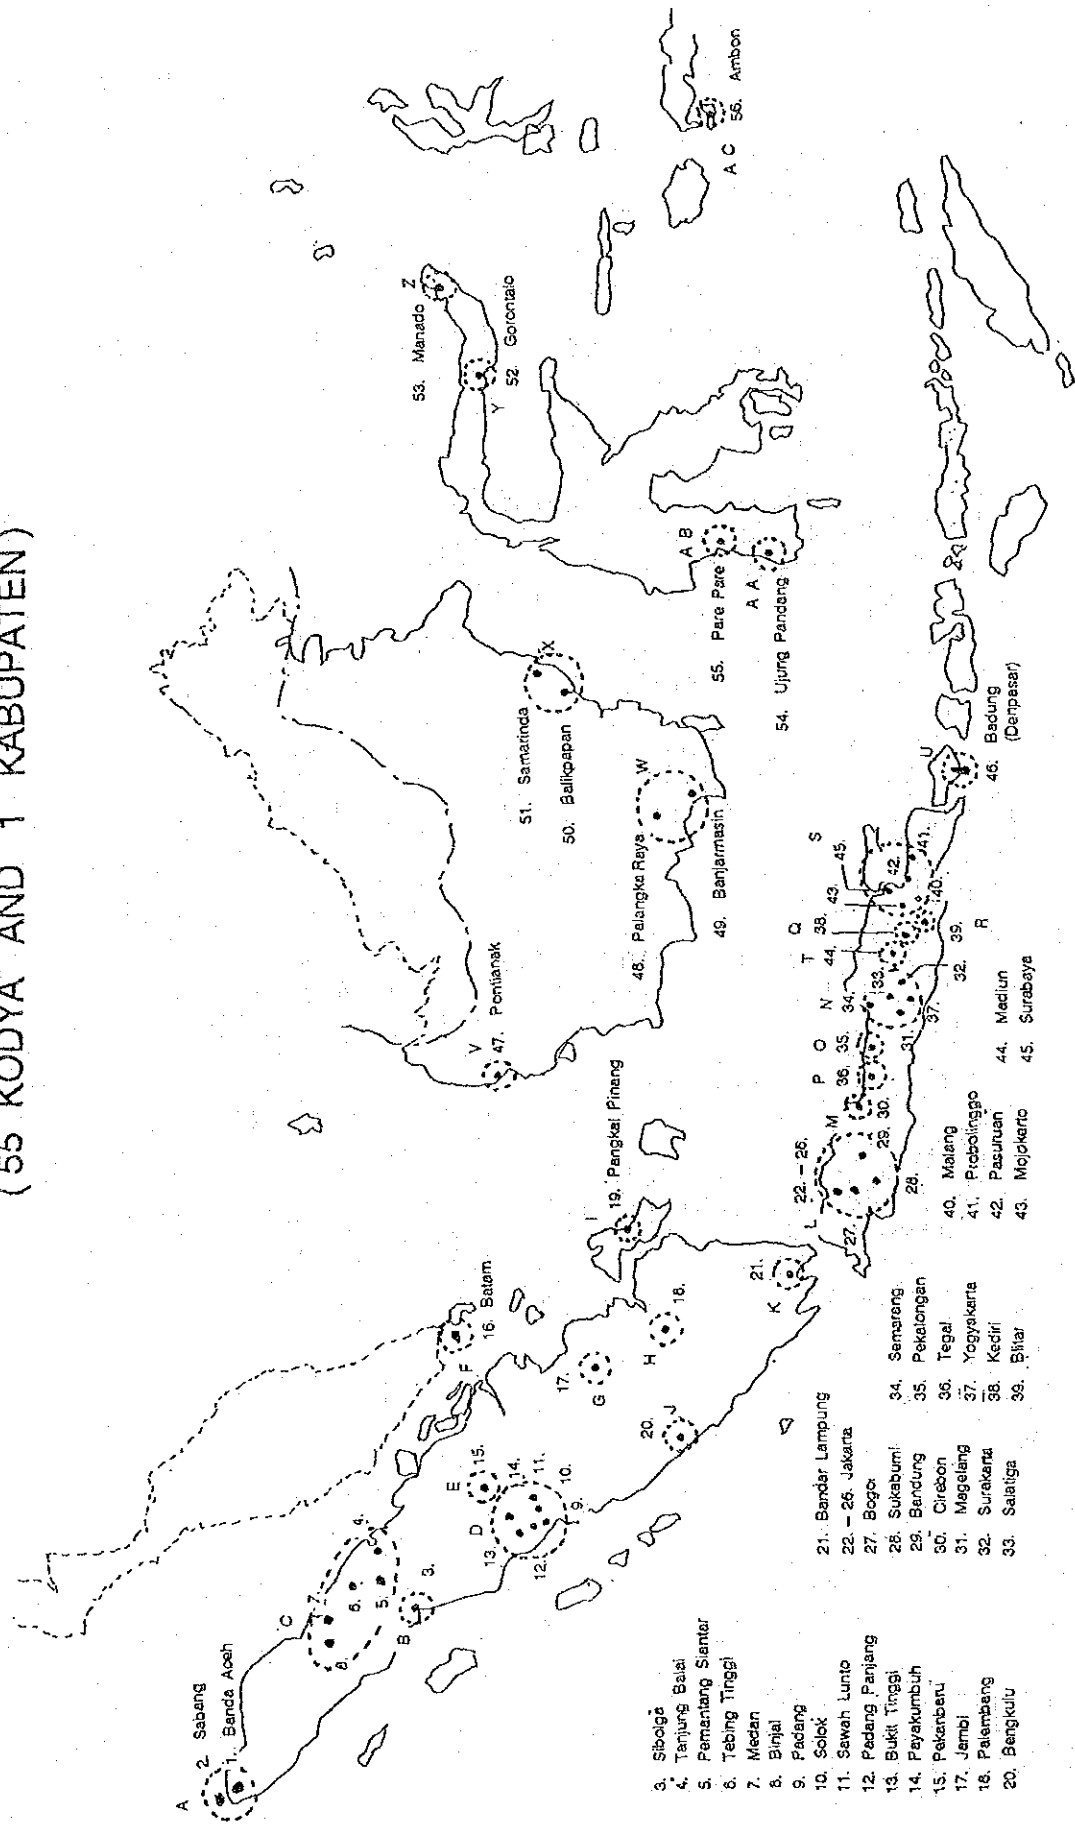 (55 KODYA AND 1 KABUPATEN)
A
2. Sabang
1. Banda Aceh
C
7.
8.
6.
5.
4.
B
3.
D
E
15.
14.
13.
11.
10.
12.
9.
F
16. Batam
17.
G
H
18.
I
19. Pangkal Pinang
20.
J
K
21.
V
47. Pontianak
51. Samarinda
X
50. Balikpapan
48. Palangka Raya
W
49. Banjarmasin
53. Manado
Z
Y
52. Gorontalo
A B
55. Pare Pare
A A
54. Ujung Pandang
A C
56. Ambon
L
22. - 26.
27.
28.
M
29.
30.
P
36.
O
35.
N
34.
31.
37.
33.
32.
T
44.
Q
38.
39.
R
43.
S
45.
42.
41.
40.
U
46. Badung
(Denpasar)
3. Sibolga
4. Tanjung Balai
5. Pemantang Siantar
6. Tebing Tinggi
7. Medan
8. Binjai
9. Padang
10. Solok
11. Sawah Lunto
12. Padang Panjang
13. Bukit Tinggi
14. Payakumbuh
15. Pekanbaru
17. Jambi
18. Palembang
20. Bengkulu
21. Bandar Lampung
22. - 26. Jakarta
27. Bogor
28. Sukabumi
29. Bandung
30. Cirebon
31. Magelang
32. Surakarta
33. Salatiga
34. Semarang
35. Pekalongan
36. Tegal
37. Yogyakarta
38. Kediri
39. Blitar
40. Malang
41. Probolinggo
42. Pasuruan
43. Mojokerto
44. Madiun
45. Surabaya